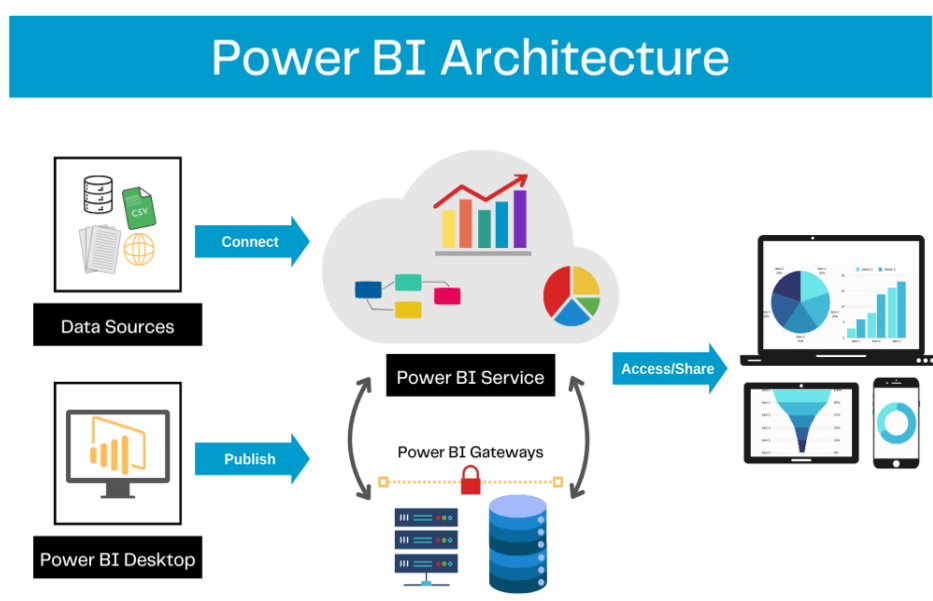 Power BI Architecture
CSV
Connect
Data Sources
Power BI Service
Access/Share
Publish
Power BI Gateways
Power BI Desktop